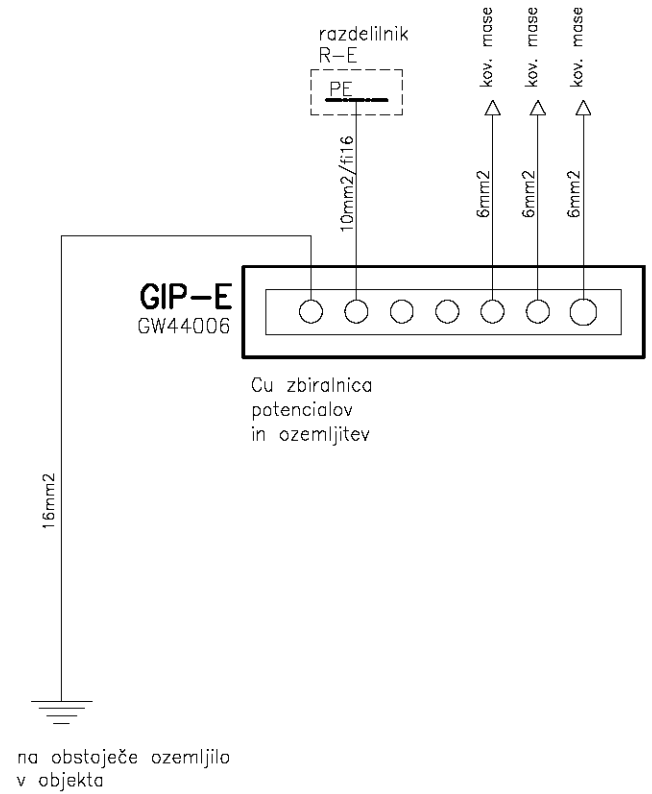 razdelilnik
R-E
PE
kov. mase
kov. mase
kov. mase
10mm2/fi16
6mm2
6mm2
6mm2
GIP-E
GW44006
Cu zbiralnica
potencialov
in ozemljitev
16mm2
na obstoječe ozemljilo
v objekta